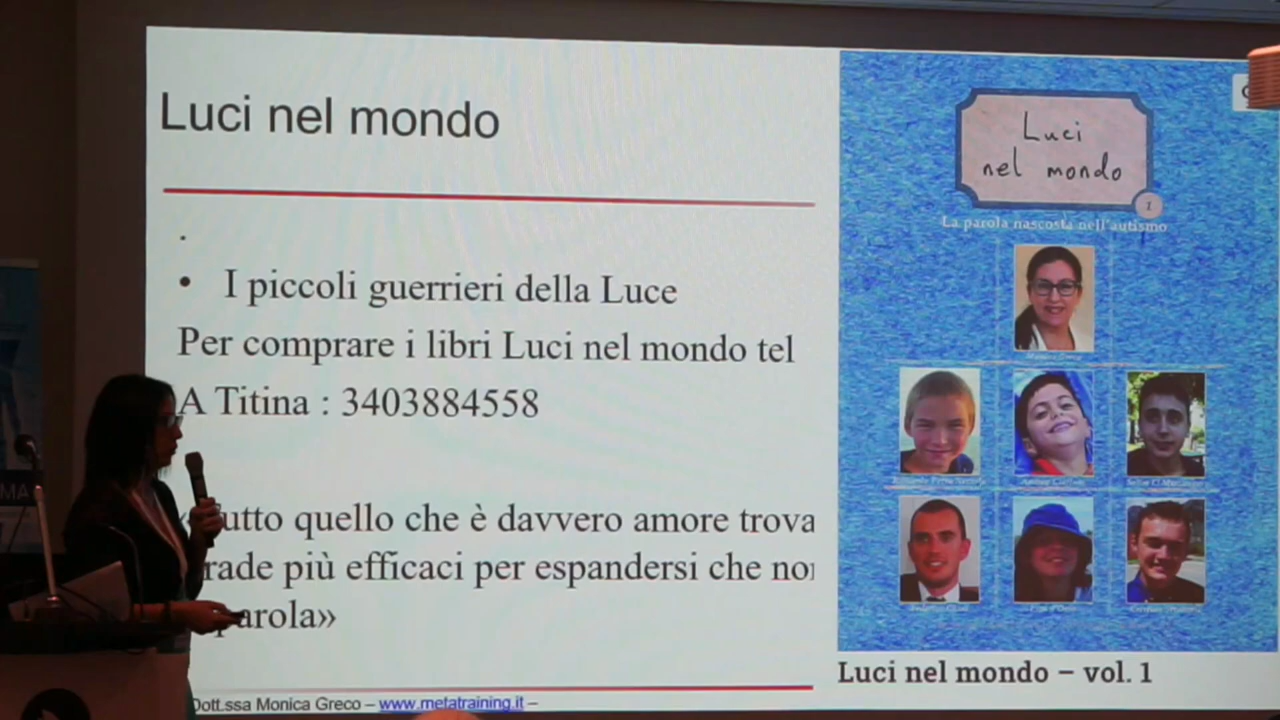 Luci nel mondo
• I piccoli guerrieri della Luce
Per comprare i libri Luci nel mondo tel
A Titina : 3403884558
utto quello che è davvero amore trova
rade più efficaci per espandersi che non
parola»
Dott.ssa Monica Greco – www.metatraining.it –
Luci
nel mondo
1
La parola nascosta nell'autismo
Luci nel mondo – vol. 1
MA